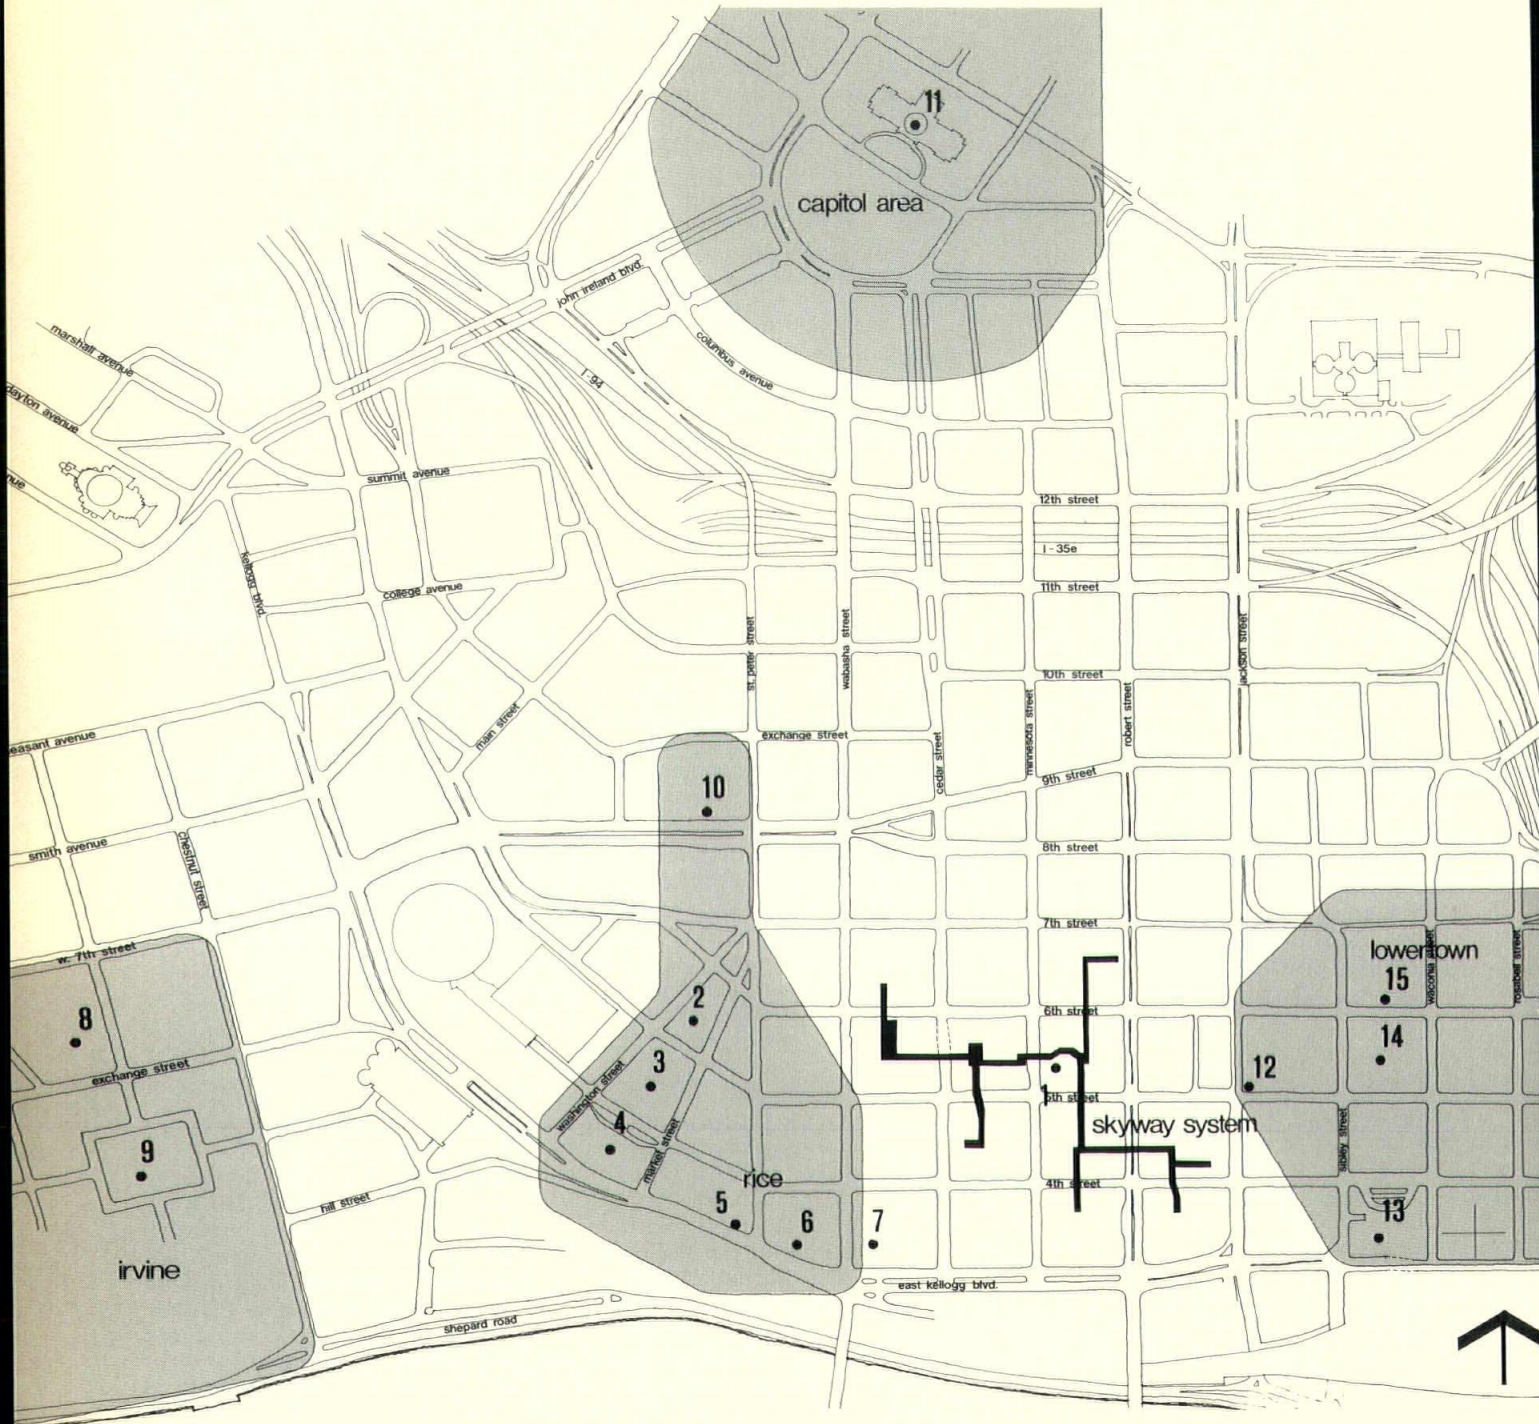 11
capitol area
john ireland blvd.
marshall avenue
columbus avenue
I-94
dayton avenue
summit avenue
12th street
I-35e
kellogg blvd.
college avenue
11th street
st. peter street
wabasha street
jackson street
10th street
minnesota street
robert street
main street
exchange street
cedar street
9th street
10
smith avenue
chestnut street
8th street
7th street
w. 7th street
lowertown
waconia street
rosabel street
15
2
8
6th street
14
3
12
exchange street
washington street
1
5th street
4
skyway system
market street
sibley street
9
rice
4th street
hill street
5
6
7
13
irvine
east kellogg blvd.
shepard road